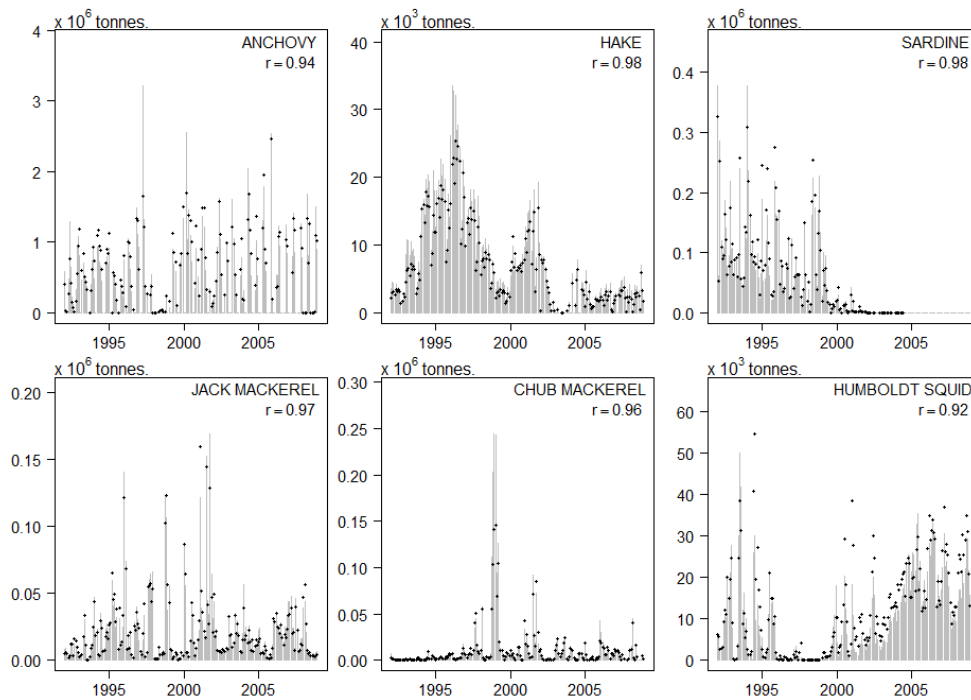 x 10⁶ tonnes.
ANCHOVY
r = 0.94
4
3
2
1
0
1995 2000 2005
x 10³ tonnes.
HAKE
r = 0.98
40
30
20
10
0
1995 2000 2005
x 10⁶ tonnes.
SARDINE
r = 0.98
0.4
0.3
0.2
0.1
0.0
1995 2000 2005
x 10⁶ tonnes.
JACK MACKEREL
r = 0.97
0.20
0.15
0.10
0.05
0.00
1995 2000 2005
x 10⁶ tonnes.
CHUB MACKEREL
r = 0.96
0.30
0.25
0.20
0.15
0.10
0.05
0.00
1995 2000 2005
x 10³ tonnes.
HUMBOLDT SQUID
r = 0.92
60
50
40
30
20
10
0
1995 2000 2005